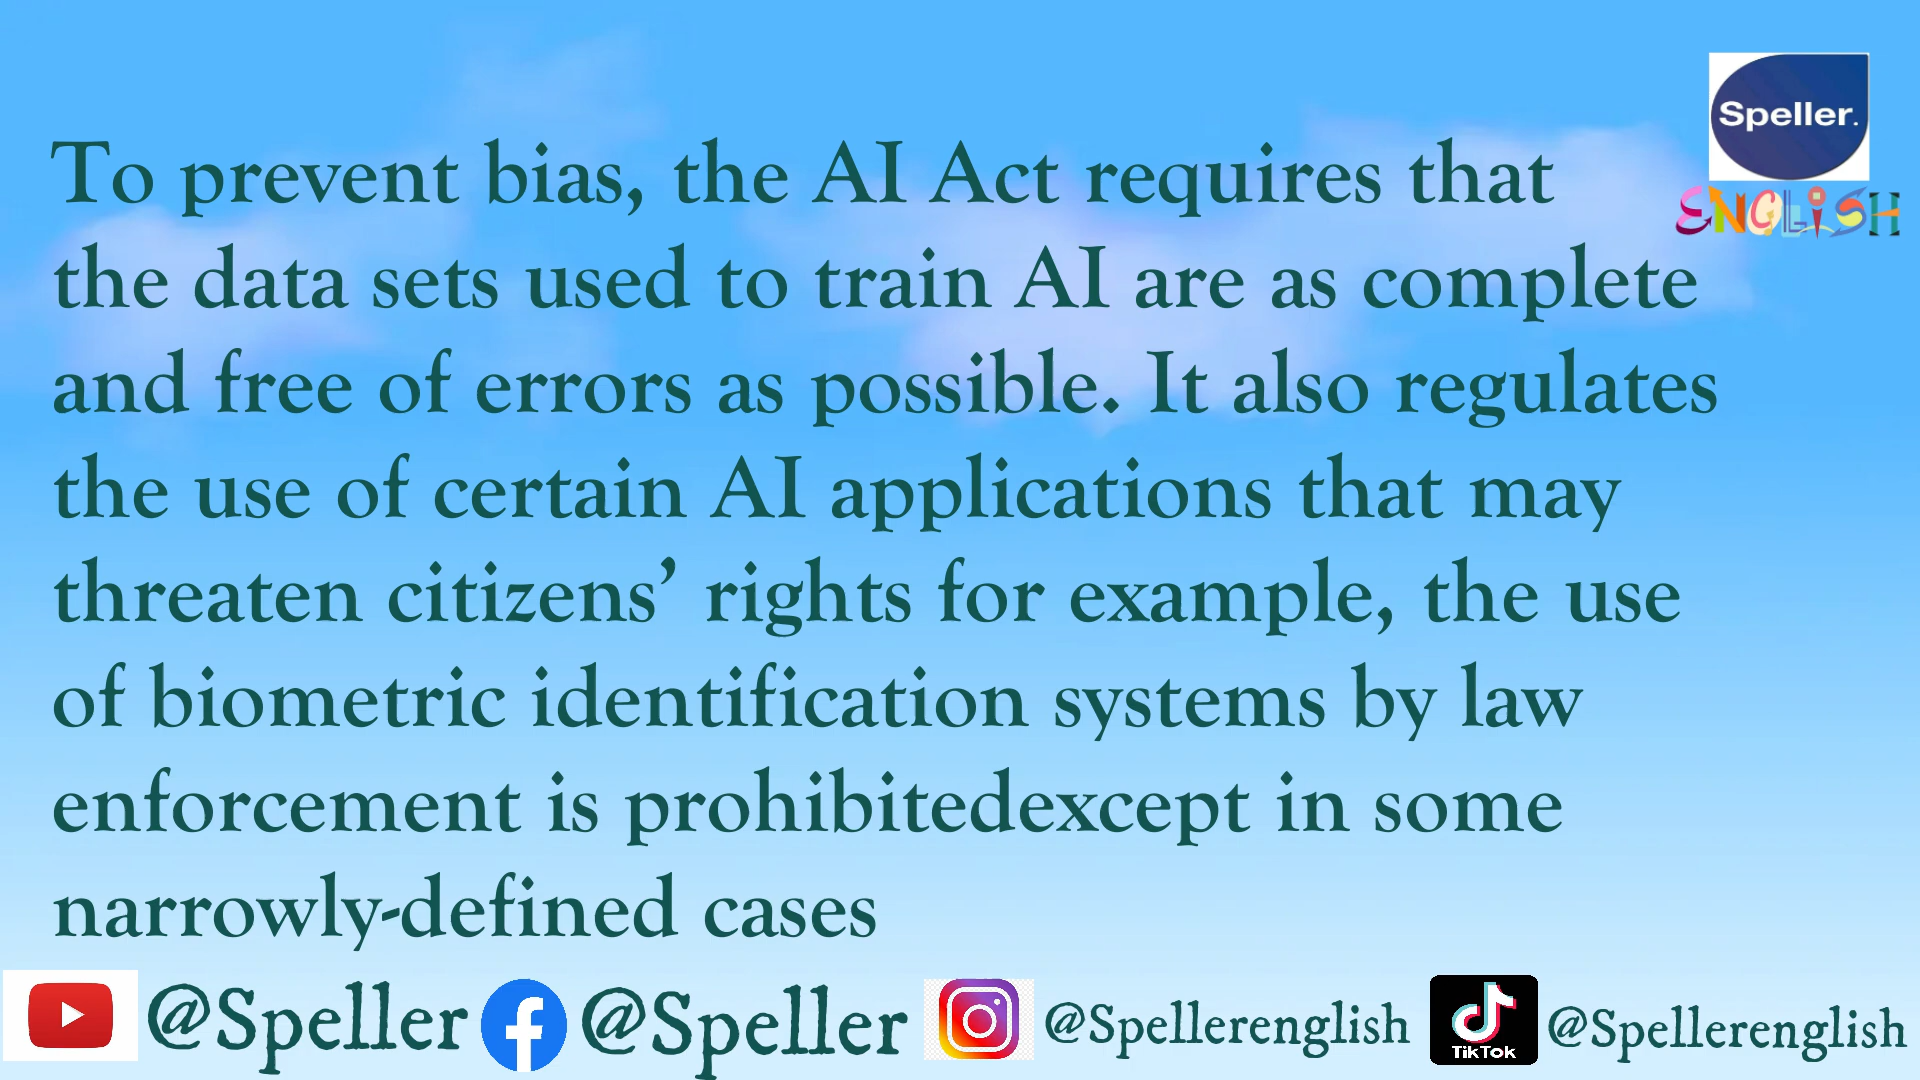 Speller.
ENGLISH
To prevent bias, the AI Act requires that
the data sets used to train AI are as complete
and free of errors as possible. It also regulates
the use of certain AI applications that may
threaten citizens’ rights for example, the use
of biometric identification systems by law
enforcement is prohibitedexcept in some
narrowly-defined cases
@Speller @Speller @Spellerenglish TikTok @Spellerenglish